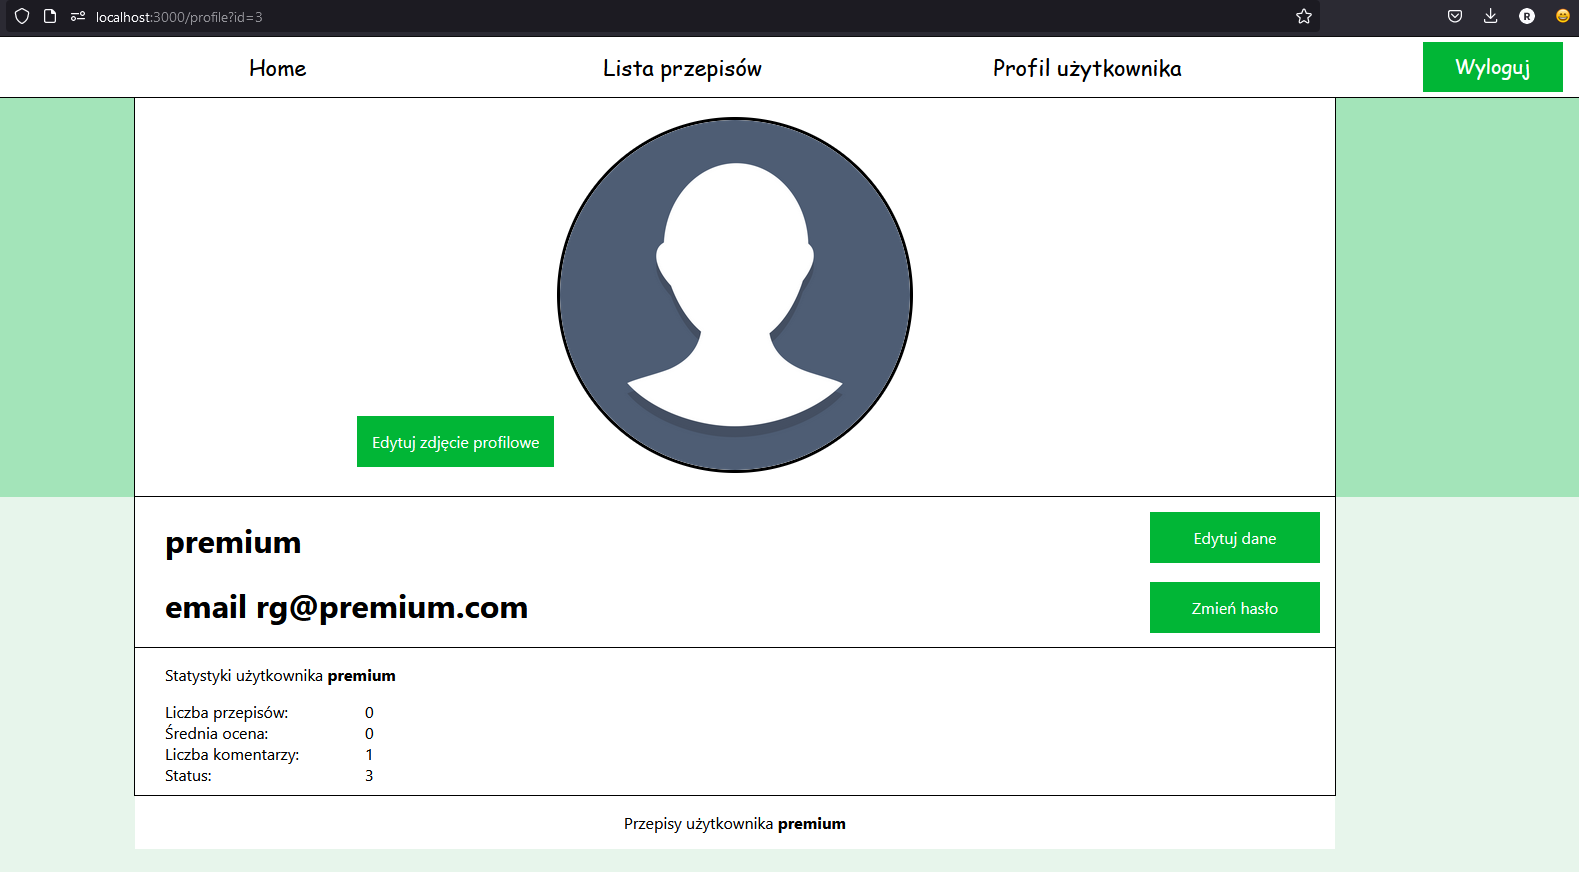 localhost:3000/profile?id=3
R
Home Lista przepisów Profil użytkownika Wyloguj
Edytuj zdjęcie profilowe
premium
Edytuj dane
email rg@premium.com
Zmień hasło
Statystyki użytkownika premium
Liczba przepisów: 0
Średnia ocena: 0
Liczba komentarzy: 1
Status: 3
Przepisy użytkownika premium